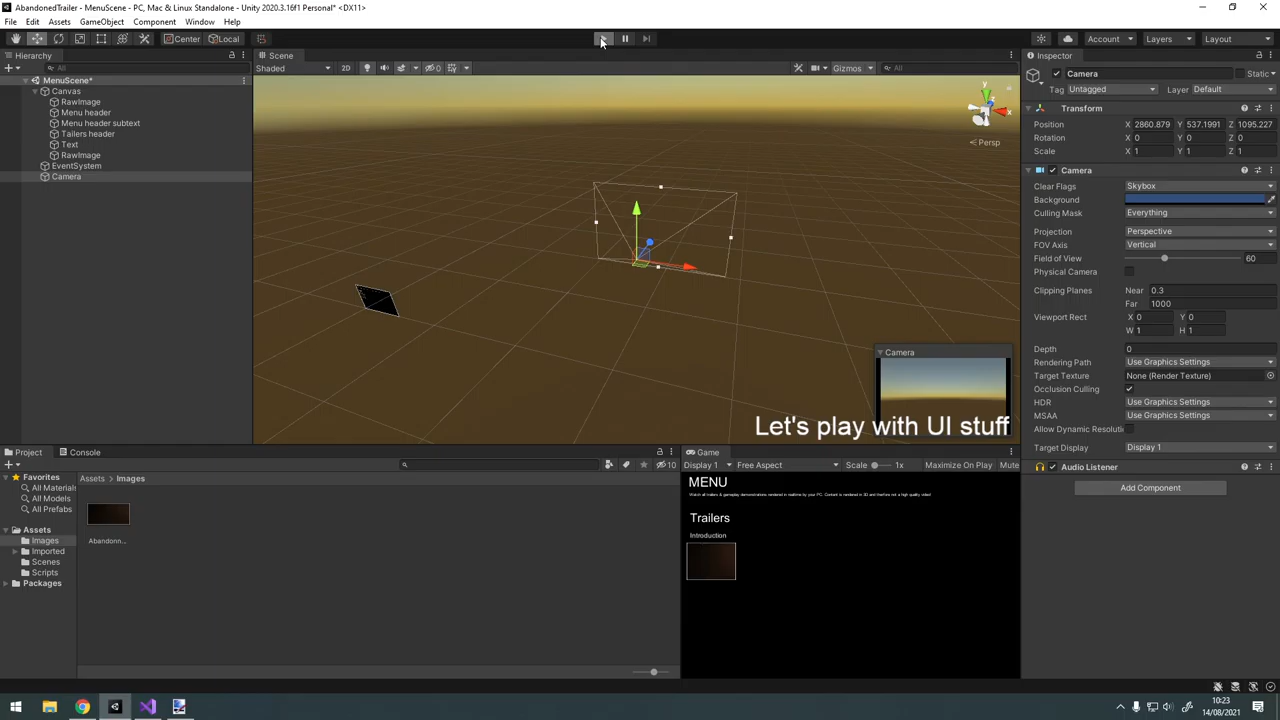 AbandonedTrailer - MenuScene - PC, Mac & Linux Standalone - Unity 2020.3.16f1 Personal* <DX11>
File Edit Assets GameObject Component Window Help
Center Local Account Layers Layout
Hierarchy
All
MenuScene*
Canvas
RawImage
Menu header
Menu header subtext
Tailers header
Text
RawImage
EventSystem
Camera
Scene
Shaded 2D 0 Gizmos All
y
x
Persp
Camera
Let's play with UI stuff
Inspector
Camera Static
Tag Untagged Layer Default
Transform
Position X 2860.879 Y 537.1991 Z 1095.227
Rotation X 0 Y 0 Z 0
Scale X 1 Y 1 Z 1
Camera
Clear Flags Skybox
Background
Culling Mask Everything
Projection Perspective
FOV Axis Vertical
Field of View 60
Physical Camera
Clipping Planes Near 0.3
Far 1000
Viewport Rect X 0 Y 0
W 1 H 1
Depth 0
Rendering Path Use Graphics Settings
Target Texture None (Render Texture)
Occlusion Culling
HDR Use Graphics Settings
MSAA Use Graphics Settings
Allow Dynamic Resoluti
Target Display Display 1
Audio Listener
Add Component
Project Console
10
Favorites
All Materials
All Models
All Prefabs
Assets
Images
Imported
Scenes
Scripts
Packages
Assets Images
Abandonn...
Game
Display 1 Free Aspect Scale 1x Maximize On Play Mute
MENU
Watch all trailers & gameplay demonstrations rendered in realtime by your PC. Content is rendered in 3D and therfore not a high quality video!
Trailers
Introduction
10:23
14/08/2021